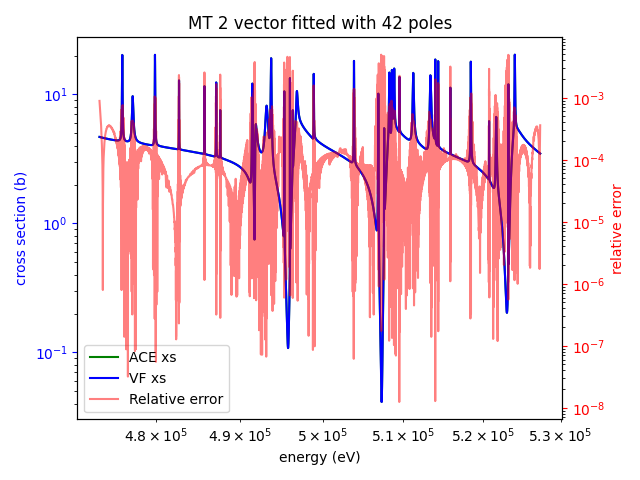 MT 2 vector fitted with 42 poles
cross section (b)
10¹
10⁰
10⁻¹
ACE xs
VF xs
Relative error
10⁻³
10⁻⁴
10⁻⁵
10⁻⁶
10⁻⁷
10⁻⁸
relative error
4.8 × 10⁵ 4.9 × 10⁵ 5 × 10⁵ 5.1 × 10⁵ 5.2 × 10⁵ 5.3 × 10⁵
energy (eV)